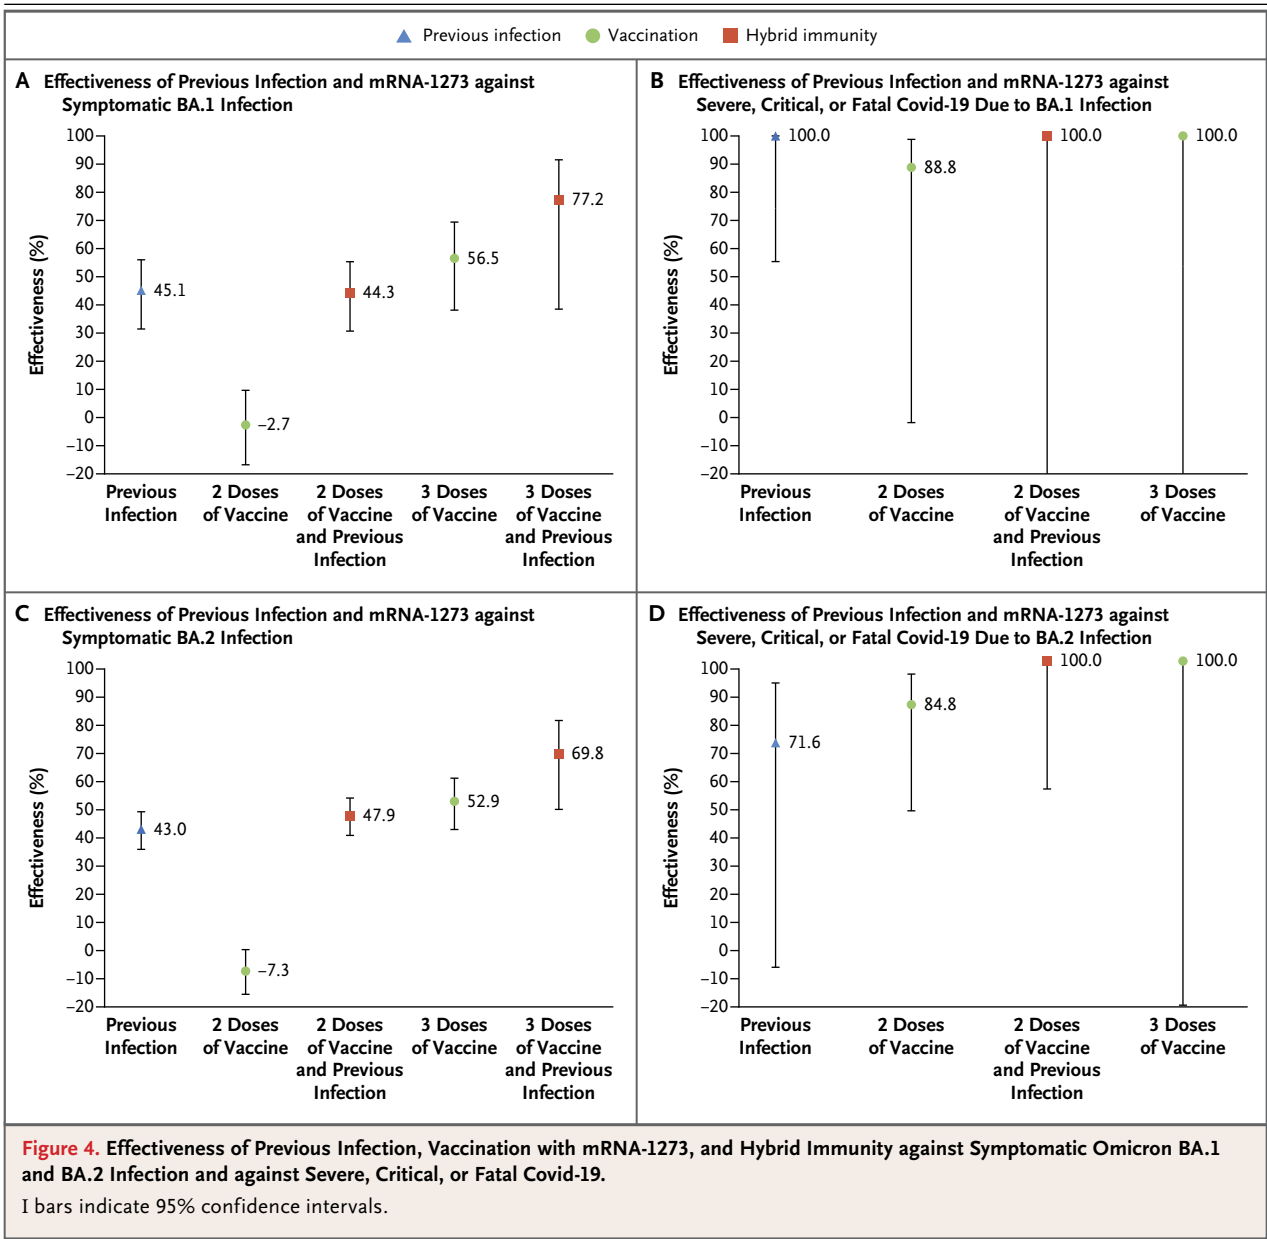 Previous infection Vaccination Hybrid immunity
A Effectiveness of Previous Infection and mRNA-1273 against
Symptomatic BA.1 Infection
Effectiveness (%)
100
90
80
70
60
50
40
30
20
10
0
–10
–20
45.1
–2.7
44.3
56.5
77.2
Previous
Infection
2 Doses
of Vaccine
2 Doses
of Vaccine
and Previous
Infection
3 Doses
of Vaccine
3 Doses
of Vaccine
and Previous
Infection
B Effectiveness of Previous Infection and mRNA-1273 against
Severe, Critical, or Fatal Covid-19 Due to BA.1 Infection
Effectiveness (%)
100
90
80
70
60
50
40
30
20
10
0
–10
–20
100.0
88.8
100.0
100.0
Previous
Infection
2 Doses
of Vaccine
2 Doses
of Vaccine
and Previous
Infection
3 Doses
of Vaccine
C Effectiveness of Previous Infection and mRNA-1273 against
Symptomatic BA.2 Infection
Effectiveness (%)
100
90
80
70
60
50
40
30
20
10
0
–10
–20
43.0
–7.3
47.9
52.9
69.8
Previous
Infection
2 Doses
of Vaccine
2 Doses
of Vaccine
and Previous
Infection
3 Doses
of Vaccine
3 Doses
of Vaccine
and Previous
Infection
D Effectiveness of Previous Infection and mRNA-1273 against
Severe, Critical, or Fatal Covid-19 Due to BA.2 Infection
Effectiveness (%)
100
90
80
70
60
50
40
30
20
10
0
–10
–20
71.6
84.8
100.0
100.0
Previous
Infection
2 Doses
of Vaccine
2 Doses
of Vaccine
and Previous
Infection
3 Doses
of Vaccine
Figure 4. Effectiveness of Previous Infection, Vaccination with mRNA-1273, and Hybrid Immunity against Symptomatic Omicron BA.1
and BA.2 Infection and against Severe, Critical, or Fatal Covid-19.
I bars indicate 95% confidence intervals.